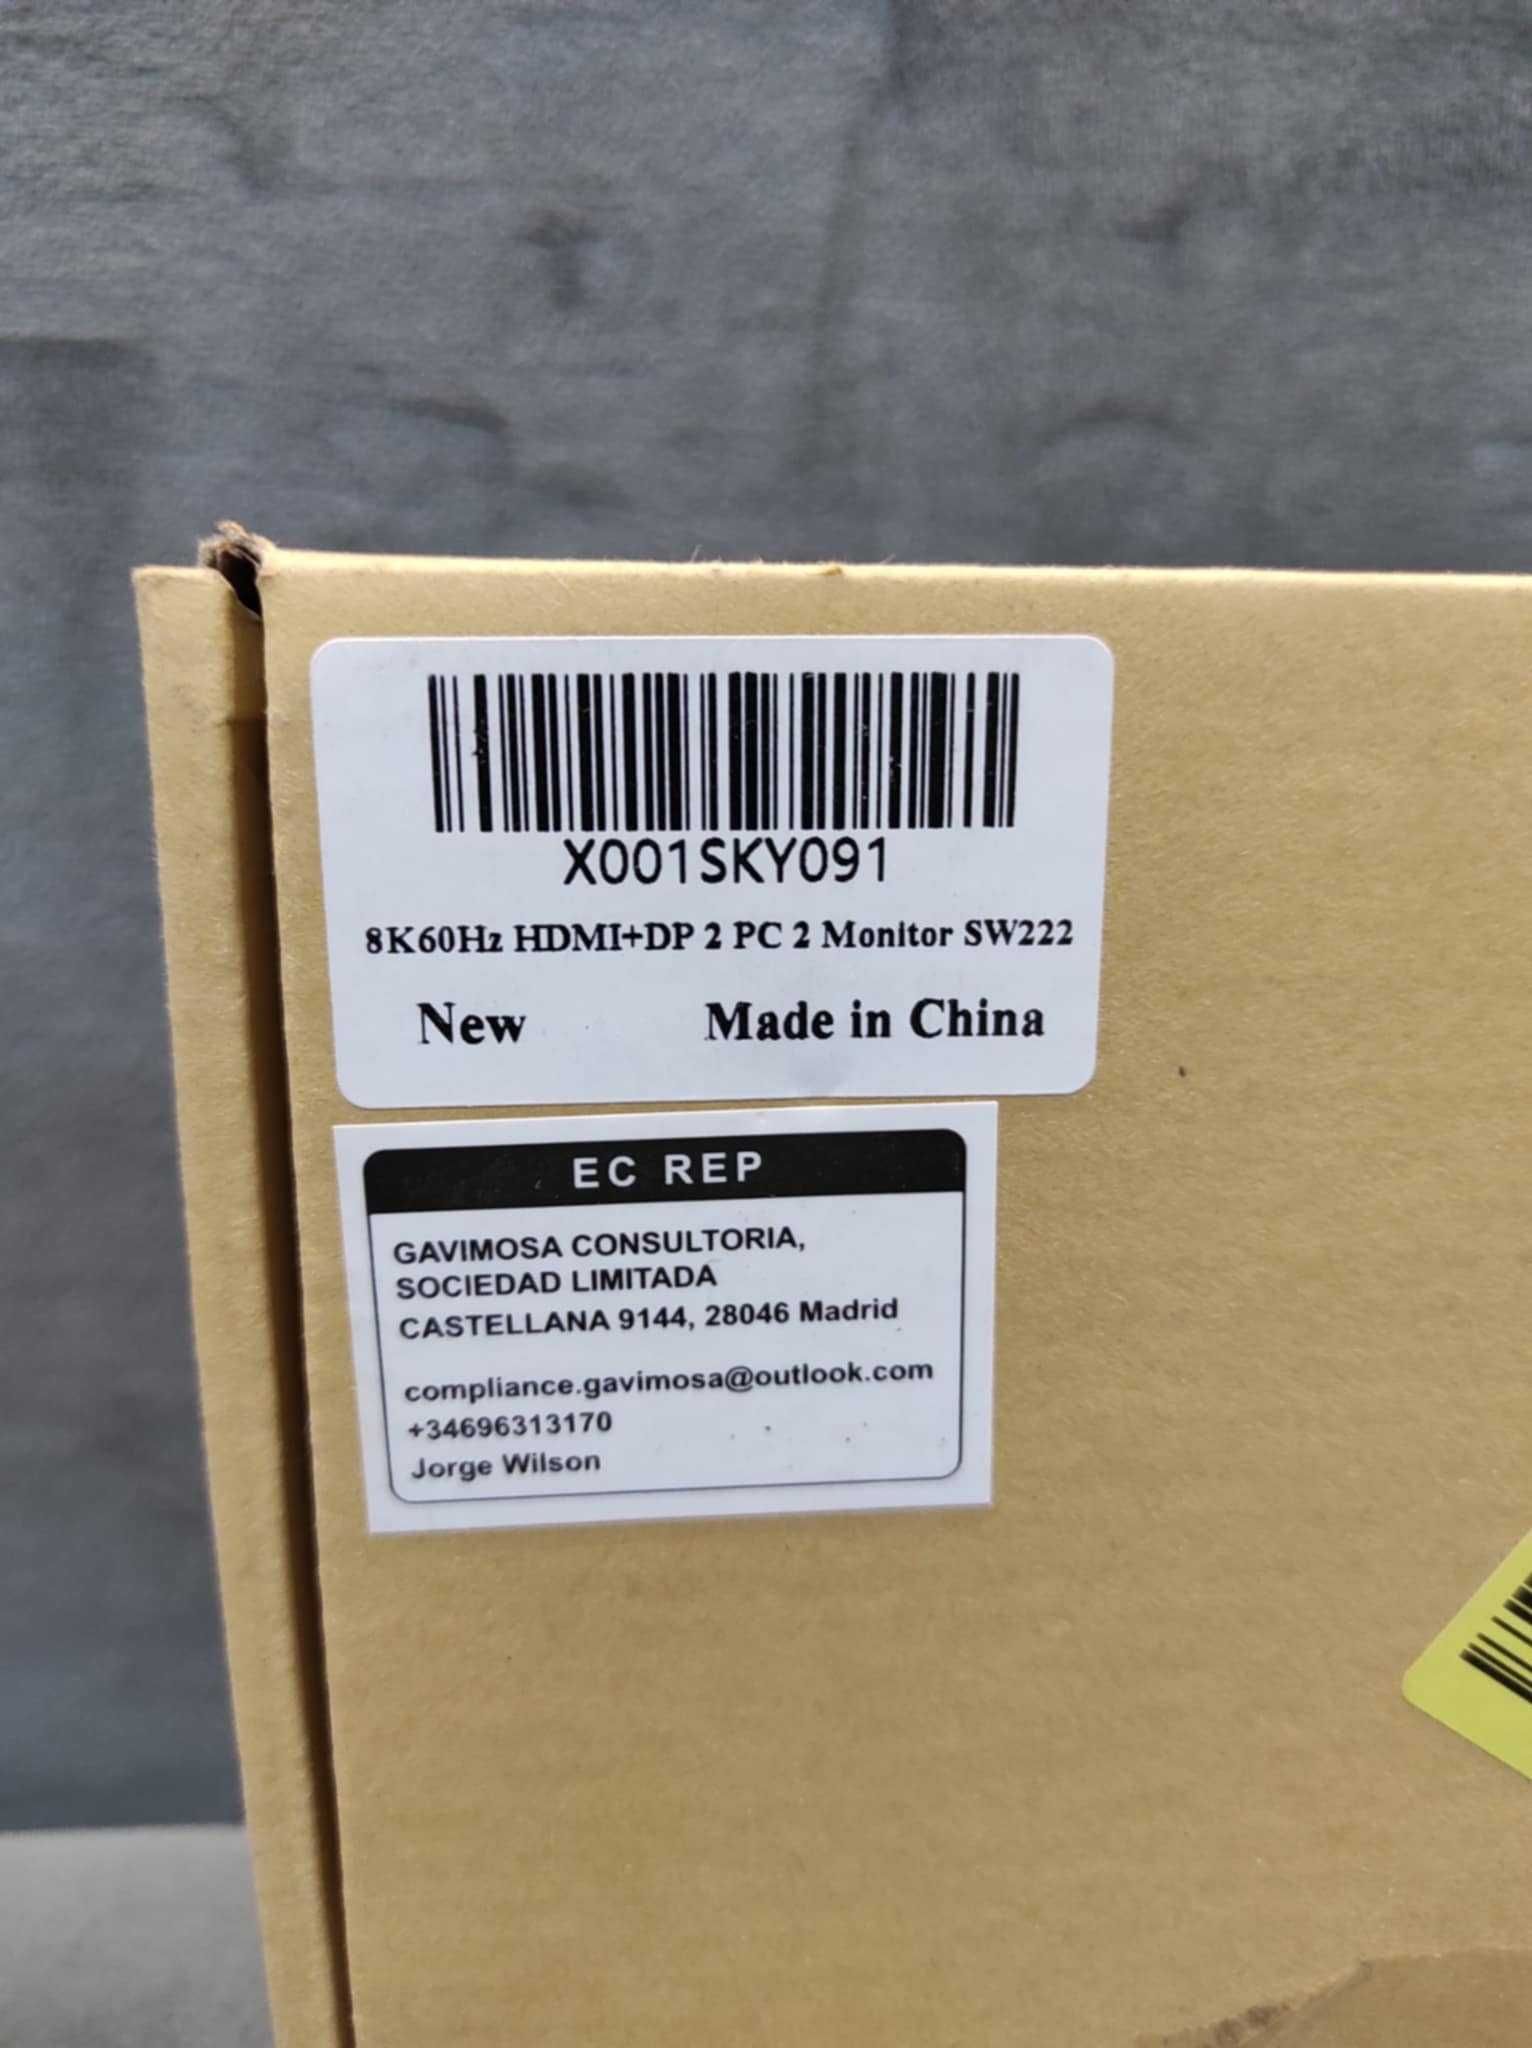 X001SKY091
8K60Hz HDMI+DP 2 PC 2 Monitor SW222
New Made in China
EC REP
GAVIMOSA CONSULTORIA,
SOCIEDAD LIMITADA
CASTELLANA 9144, 28046 Madrid
compliance.gavimosa@outlook.com
+34696313170
Jorge Wilson